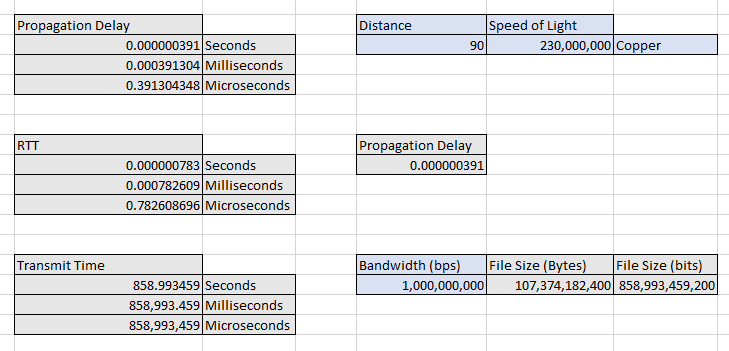 Propagation Delay Distance Speed of Light
0.000000391 Seconds 90 230,000,000 Copper
0.000391304 Milliseconds
0.391304348 Microseconds
RTT Propagation Delay
0.000000783 Seconds 0.000000391
0.000782609 Milliseconds
0.782608696 Microseconds
Transmit Time Bandwidth (bps) File Size (Bytes) File Size (bits)
858.993459 Seconds 1,000,000,000 107,374,182,400 858,993,459,200
858,993.459 Milliseconds
858,993,459 Microseconds